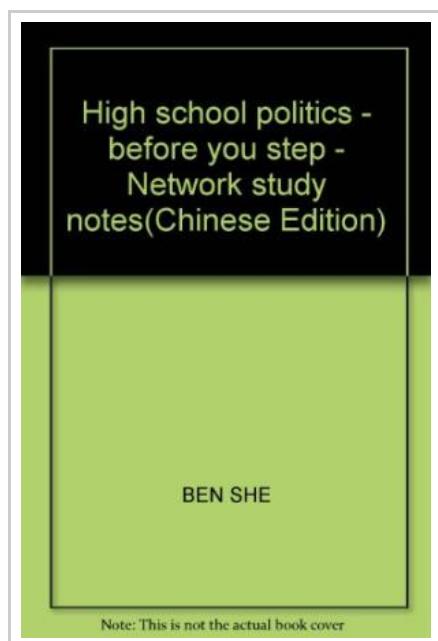 High school politics -
before you step -
Network study
notes(Chinese Edition)
BEN SHE
Note: This is not the actual book cover